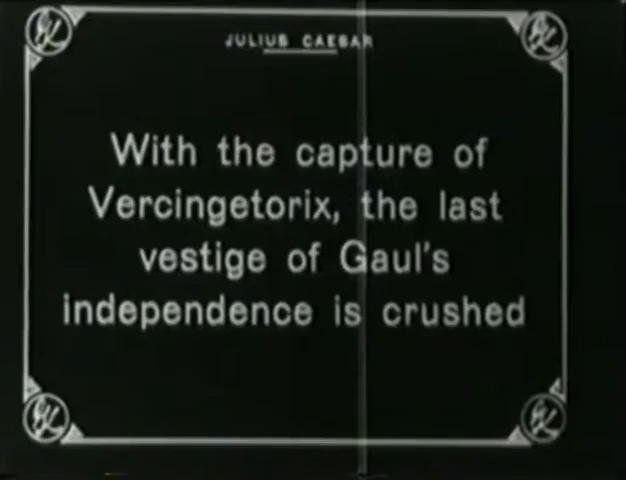 JULIUS CAESAR
With the capture of
Vercingetorix, the last
vestige of Gaul's
independence is crushed